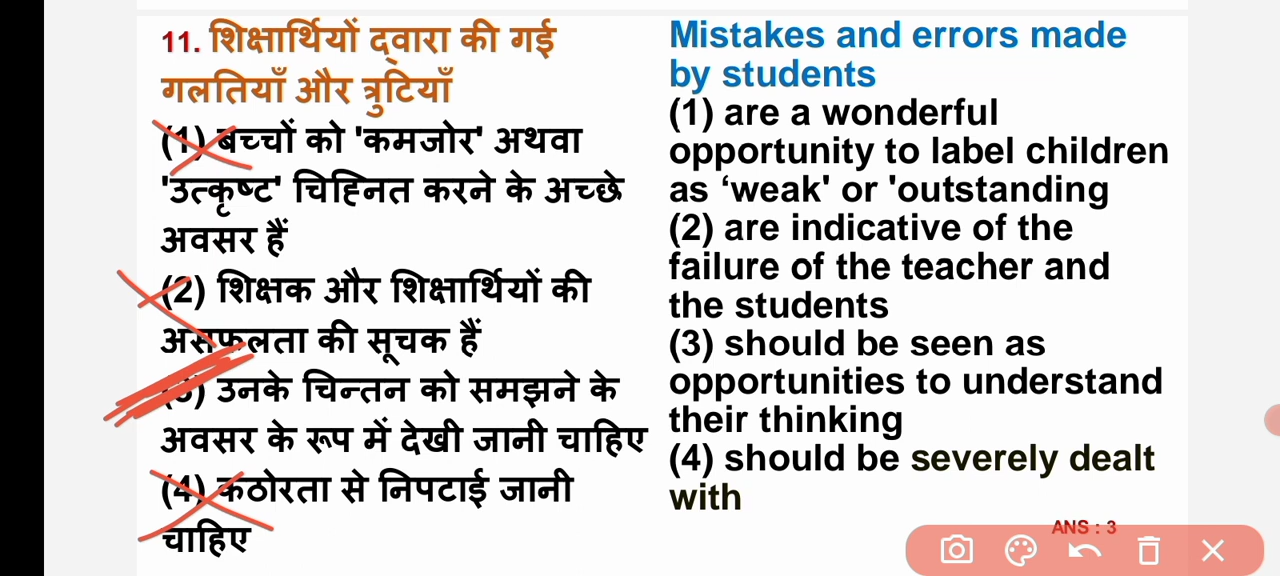 11. शिक्षार्थियों द्वारा की गई
गलतियाँ और त्रुटियाँ
(1) बच्चों को 'कमजोर' अथवा
'उत्कृष्ट' चिह्नित करने के अच्छे
अवसर हैं
(2) शिक्षक और शिक्षार्थियों की
असफलता की सूचक हैं
(3) उनके चिन्तन को समझने के
अवसर के रूप में देखी जानी चाहिए
(4) कठोरता से निपटाई जानी
चाहिए
Mistakes and errors made
by students
(1) are a wonderful
opportunity to label children
as ‘weak' or 'outstanding
(2) are indicative of the
failure of the teacher and
the students
(3) should be seen as
opportunities to understand
their thinking
(4) should be severely dealt
with
ANS : 3